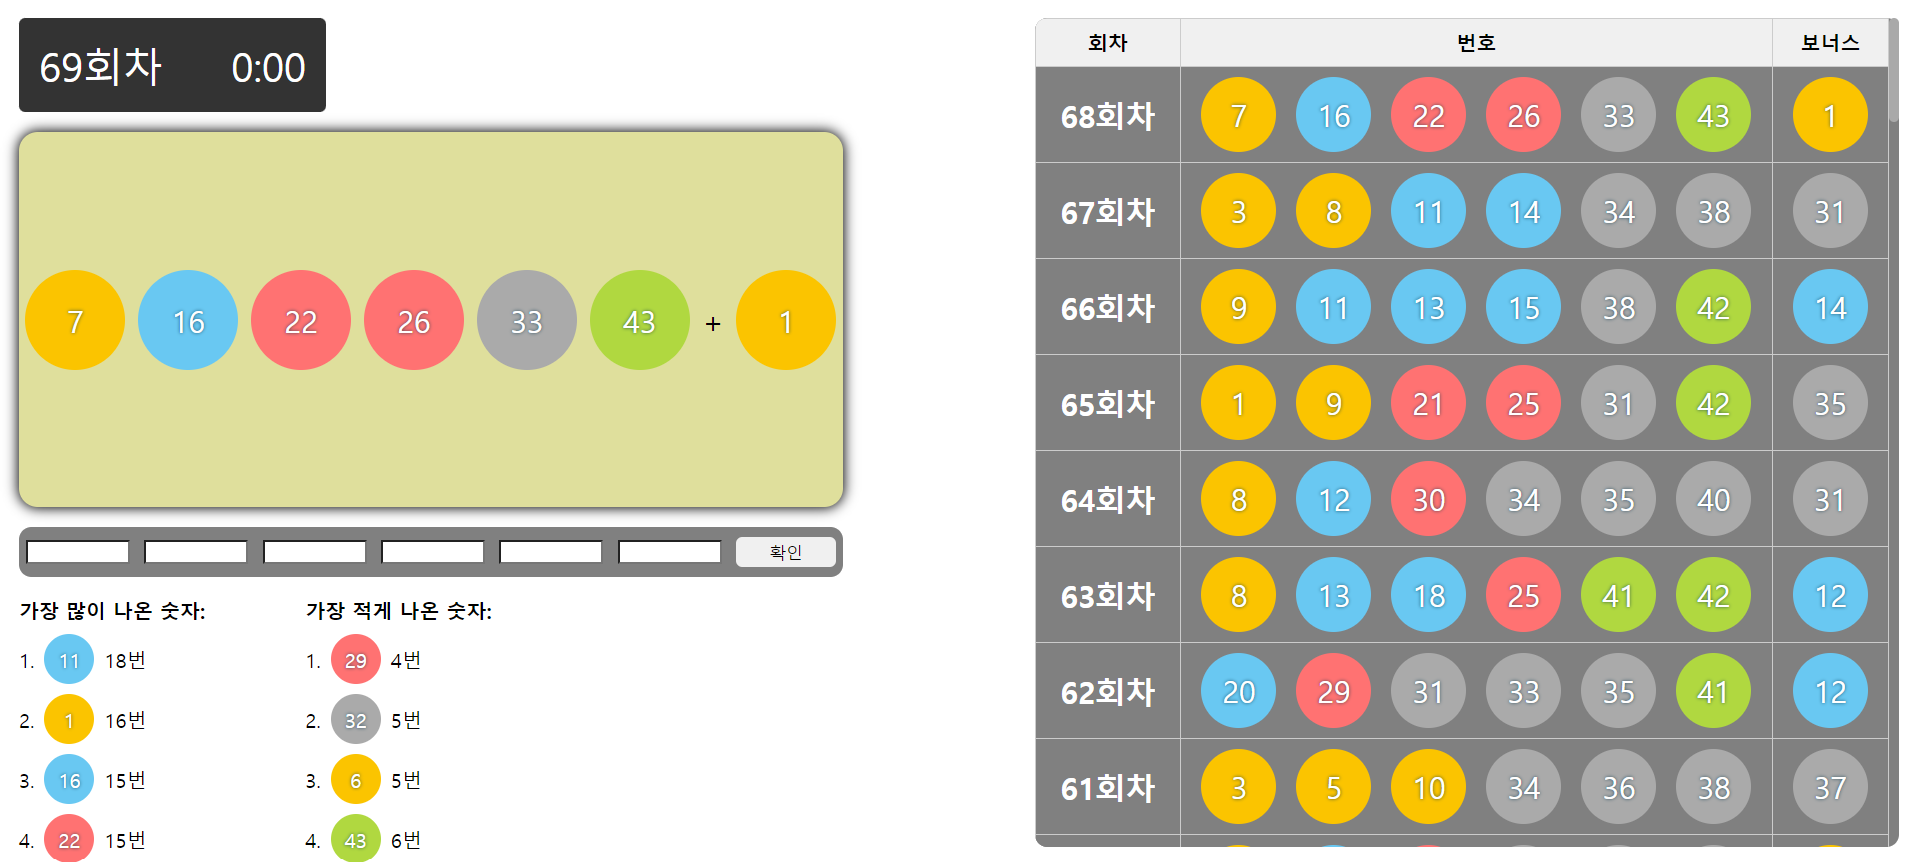 69회차 0:00
7 16 22 26 33 43 + 1
확인
가장 많이 나온 숫자:
1. 11 18번
2. 1 16번
3. 16 15번
4. 22 15번
가장 적게 나온 숫자:
1. 29 4번
2. 32 5번
3. 6 5번
4. 43 6번
회차 번호 보너스
68회차 7 16 22 26 33 43 1
67회차 3 8 11 14 34 38 31
66회차 9 11 13 15 38 42 14
65회차 1 9 21 25 31 42 35
64회차 8 12 30 34 35 40 31
63회차 8 13 18 25 41 42 12
62회차 20 29 31 33 35 41 12
61회차 3 5 10 34 36 38 37